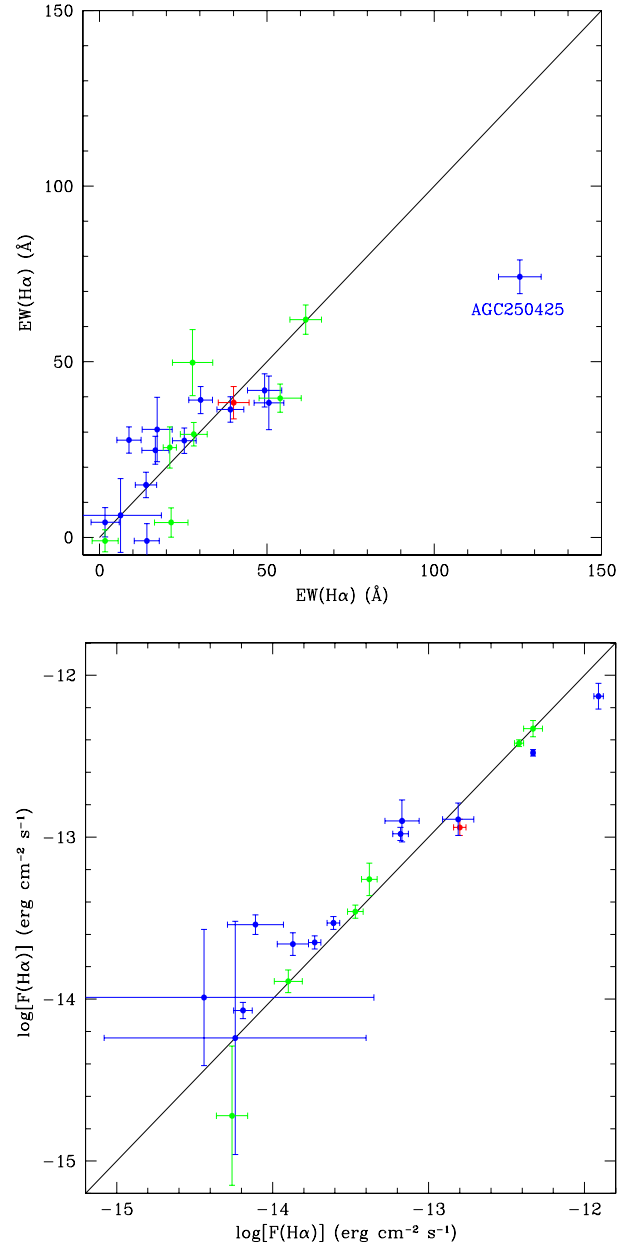 150
100
50
0
EW(Hα) (Å)
AGC250425
0 50 100 150
EW(Hα) (Å)
−12
−13
−14
−15
log[F(Hα)] (erg cm⁻² s⁻¹)
−15 −14 −13 −12
log[F(Hα)] (erg cm⁻² s⁻¹)